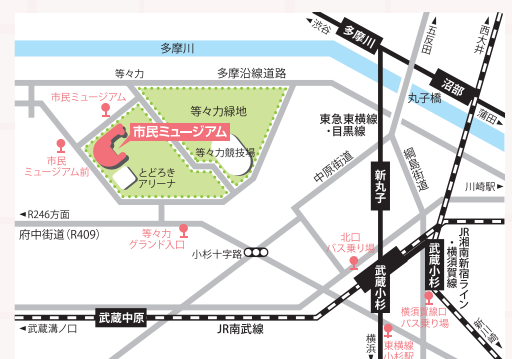 渋谷
多摩川
五反田
西大井
多摩川
等々力
多摩沿線道路
沼部
蒲田
丸子橋
市民ミュージアム
等々力緑地
東急東横線
・目黒線
市民ミュージアム
等々力競技場
中原街道
綱島街道
市民
ミュージアム前
とどろき
アリーナ
新丸子
川崎駅
R246方面
府中街道（R409）
等々力
グランド入口
小杉十字路
北口
バス乗り場
武蔵小杉
武蔵小杉
JR湘南新宿ライン
・横須賀線
横須賀線口
バス乗り場
武蔵中原
武蔵溝ノ口
JR南武線
横浜
東横線
小杉駅
新川崎